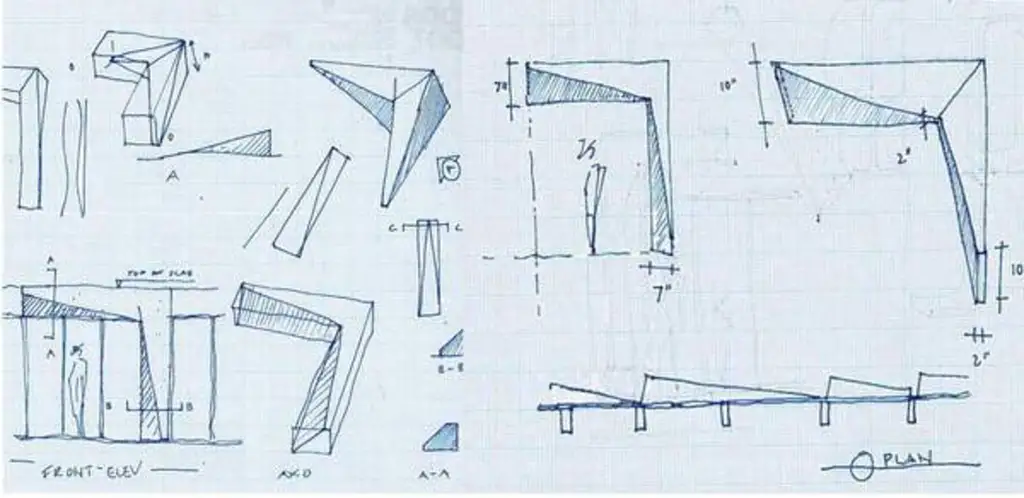 B
A
D
A
C
C
A
TOP OF SLAB
A
B
B
B-B
FRONT-ELEV
AXO
A-A
7"
7"
10"
2"
10
2"
PLAN